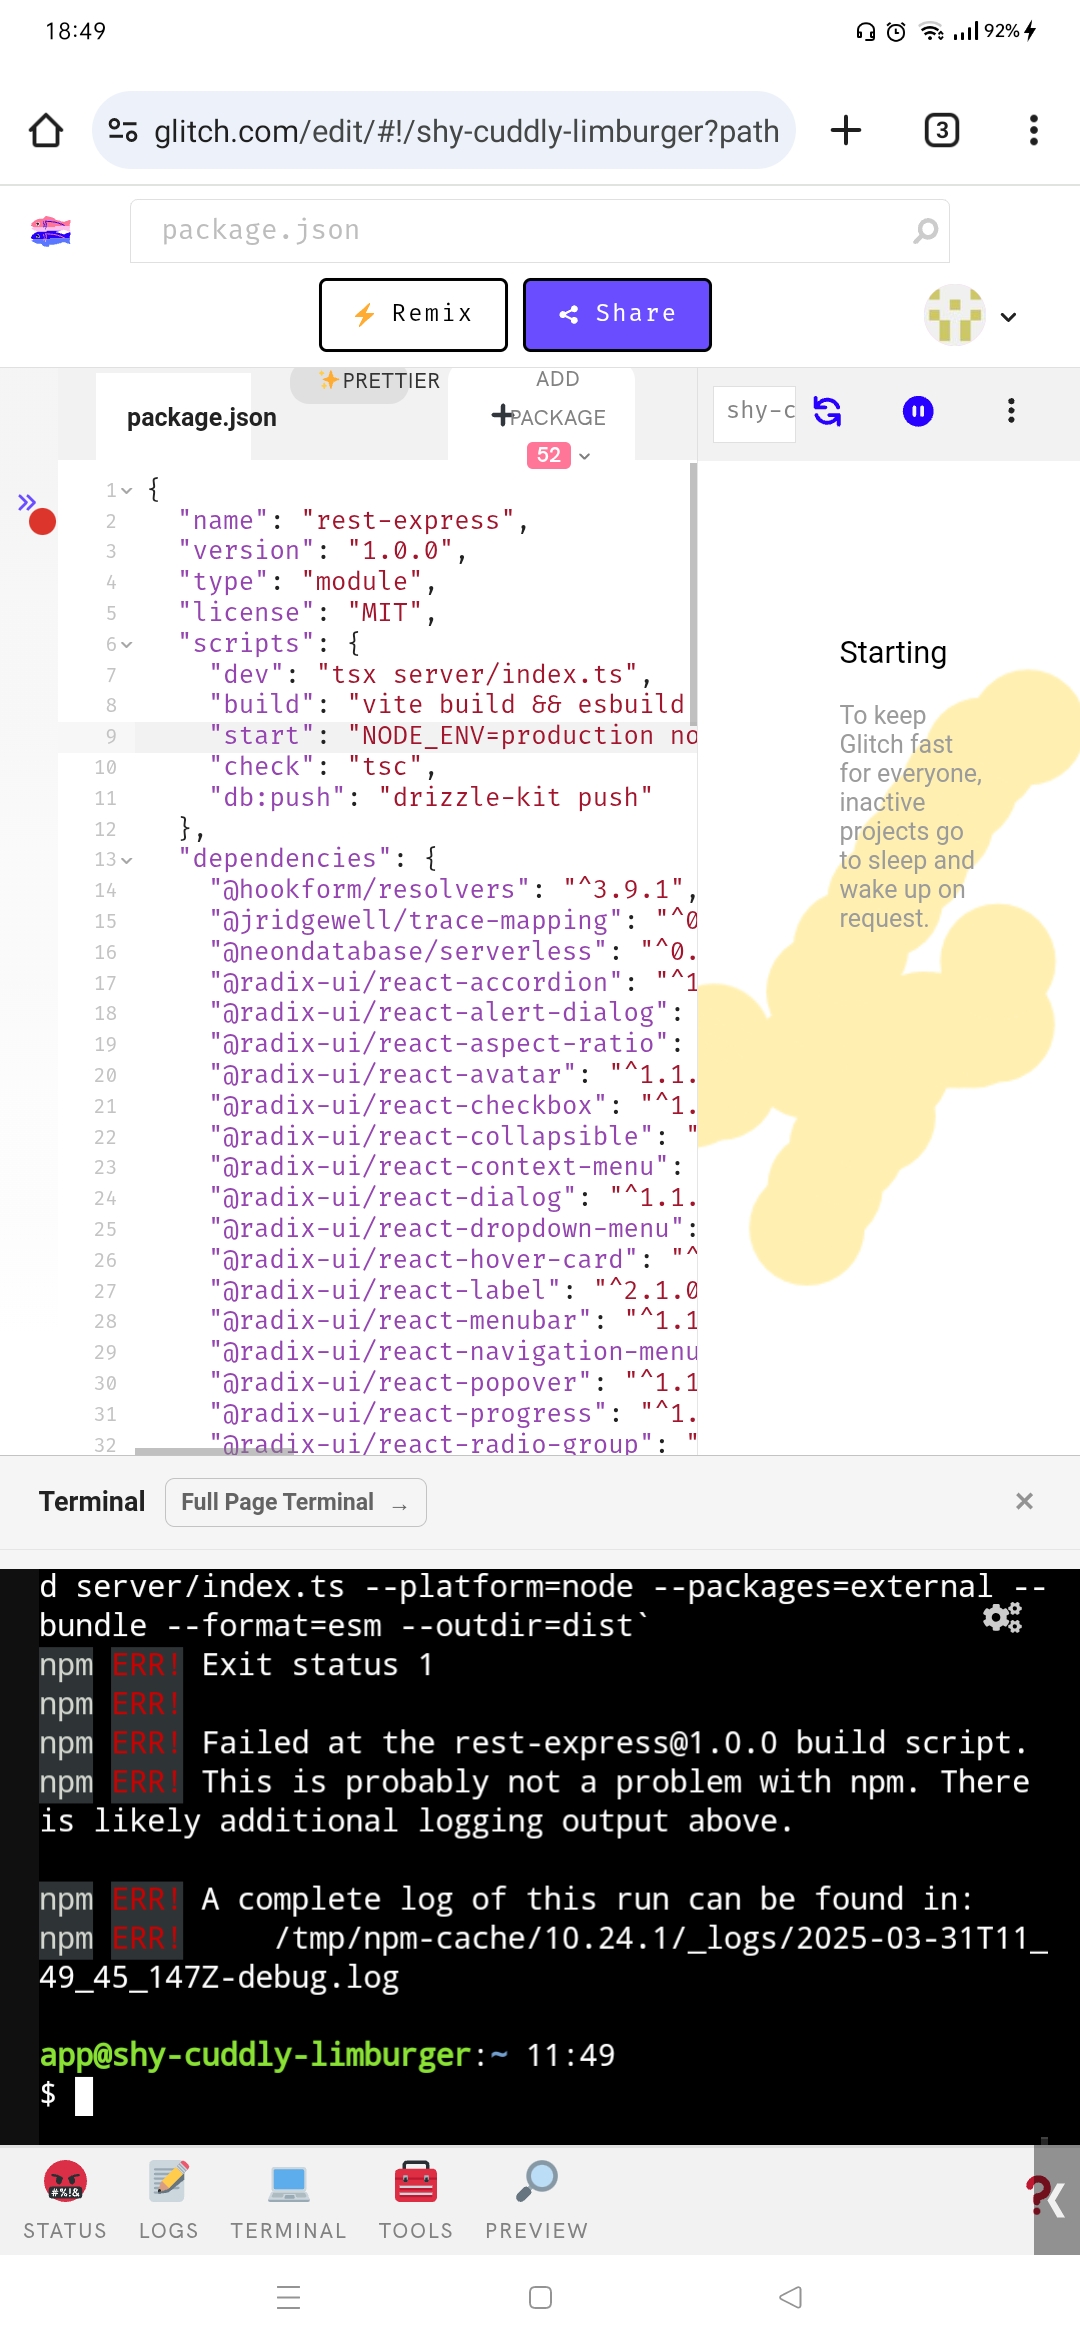 18:49
92%
glitch.com/edit/#!/shy-cuddly-limburger?path
3
package.json
Remix
Share
package.json
PRETTIER
ADD
PACKAGE
52
shy-c
1 {
2 "name": "rest-express",
3 "version": "1.0.0",
4 "type": "module",
5 "license": "MIT",
6 "scripts": {
7 "dev": "tsx server/index.ts",
8 "build": "vite build && esbuild
9 "start": "NODE_ENV=production no
10 "check": "tsc",
11 "db:push": "drizzle-kit push"
12 },
13 "dependencies": {
14 "@hookform/resolvers": "^3.9.1",
15 "@jridgewell/trace-mapping": "^0
16 "@neondatabase/serverless": "^0.
17 "@radix-ui/react-accordion": "^1
18 "@radix-ui/react-alert-dialog":
19 "@radix-ui/react-aspect-ratio":
20 "@radix-ui/react-avatar": "^1.1.
21 "@radix-ui/react-checkbox": "^1.
22 "@radix-ui/react-collapsible": "
23 "@radix-ui/react-context-menu":
24 "@radix-ui/react-dialog": "^1.1.
25 "@radix-ui/react-dropdown-menu":
26 "@radix-ui/react-hover-card": "^
27 "@radix-ui/react-label": "^2.1.0
28 "@radix-ui/react-menubar": "^1.1
29 "@radix-ui/react-navigation-menu
30 "@radix-ui/react-popover": "^1.1
31 "@radix-ui/react-progress": "^1.
32 "@radix-ui/react-radio-group": "
Starting
To keep
Glitch fast
for everyone,
inactive
projects go
to sleep and
wake up on
request.
Terminal
Full Page Terminal →
×
d server/index.ts --platform=node --packages=external --
bundle --format=esm --outdir=dist`
npm ERR! Exit status 1
npm ERR!
npm ERR! Failed at the rest-express@1.0.0 build script.
npm ERR! This is probably not a problem with npm. There
is likely additional logging output above.
npm ERR! A complete log of this run can be found in:
npm ERR! /tmp/npm-cache/10.24.1/_logs/2025-03-31T11_
49_45_147Z-debug.log
app@shy-cuddly-limburger:~ 11:49
$
STATUS
LOGS
TERMINAL
TOOLS
PREVIEW